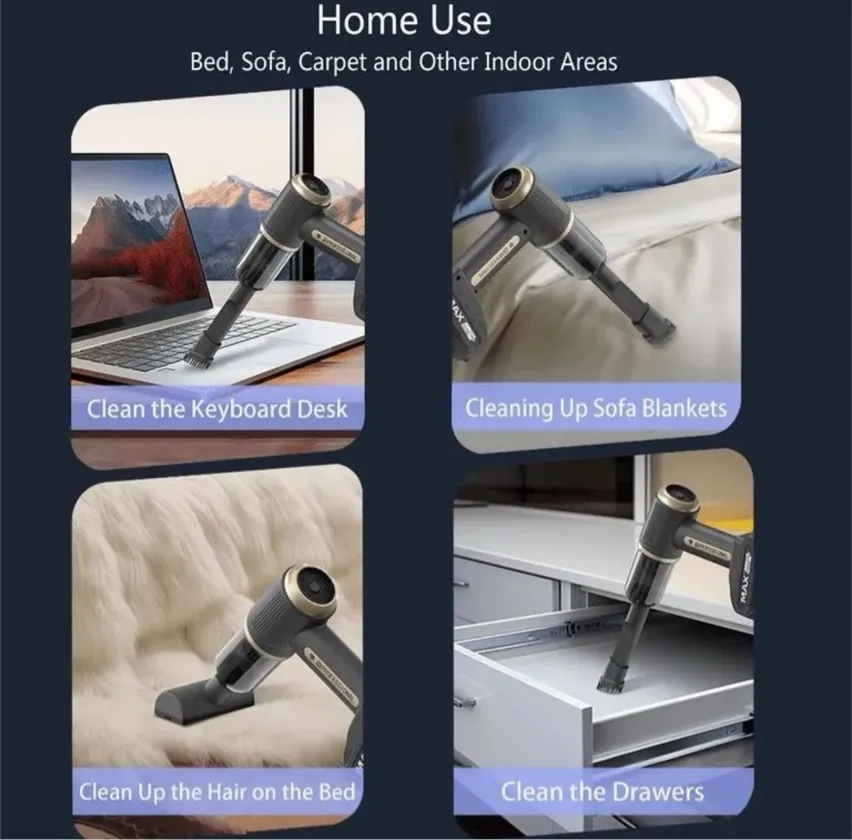 Home Use
Bed, Sofa, Carpet and Other Indoor Areas
Clean the Keyboard Desk
MAX
Cleaning Up Sofa Blankets
MAX
Clean Up the Hair on the Bed
Clean the Drawers